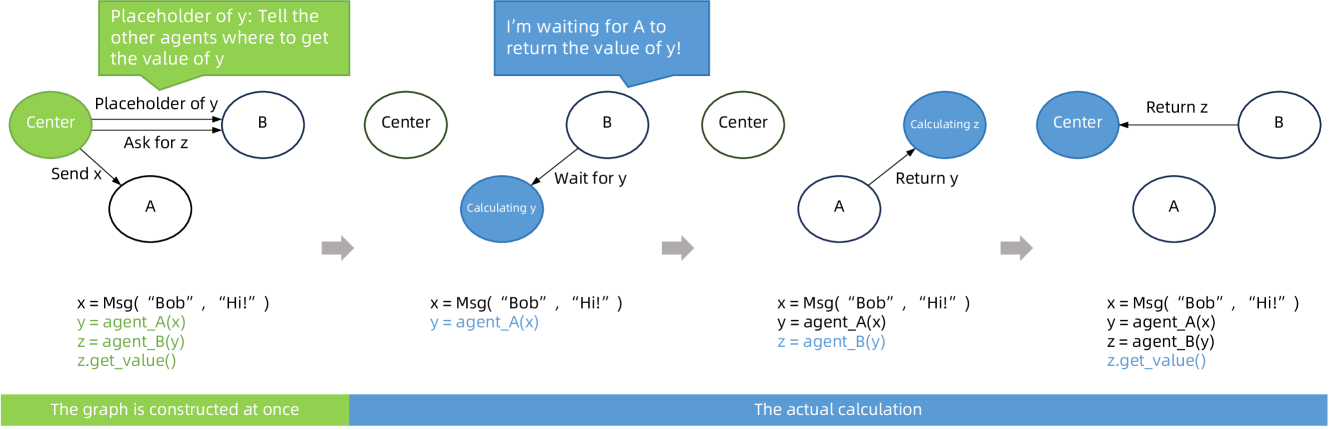 Placeholder of y: Tell the
other agents where to get
the value of y
I’m waiting for A to
return the value of y!
Center
Placeholder of y
Ask for z
B
Send x
A
Center
B
Wait for y
Calculating y
Center
Calculating z
Return y
A
Center
Return z
B
A
x = Msg( “Bob” , “Hi!” )
y = agent_A(x)
z = agent_B(y)
z.get_value()
x = Msg( “Bob” , “Hi!” )
y = agent_A(x)
x = Msg( “Bob” , “Hi!” )
y = agent_A(x)
z = agent_B(y)
x = Msg( “Bob” , “Hi!” )
y = agent_A(x)
z = agent_B(y)
z.get_value()
The graph is constructed at once
The actual calculation